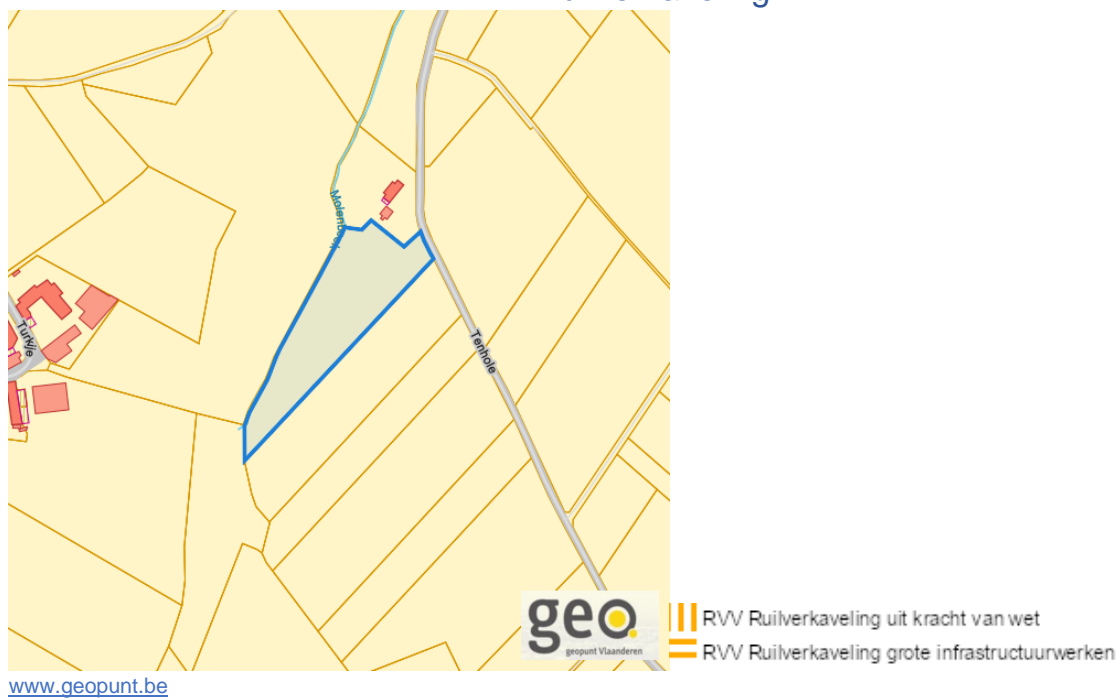 Molenbeek
Turkije
Tenhole
geo.
geopunt Vlaanderen
RVV Ruilverkaveling uit kracht van wet
RVV Ruilverkaveling grote infrastructuurwerken
www.geopunt.be